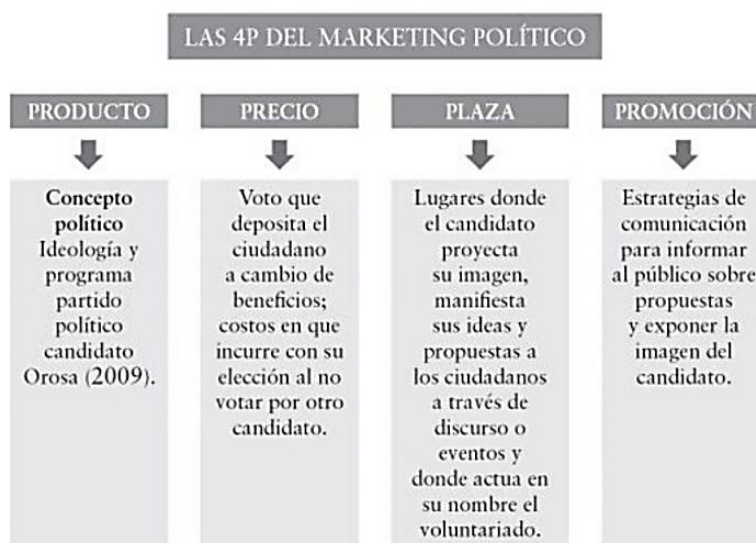 LAS 4P DEL MARKETING POLÍTICO
PRODUCTO
Concepto
político
Ideología y
programa
partido
político
candidato
Orosa (2009).
PRECIO
Voto que
deposita el
ciudadano
a cambio de
beneficios;
costos en que
incurre con su
elección al no
votar por otro
candidato.
PLAZA
Lugares donde
el candidato
proyecta
su imagen,
manifiesta
sus ideas y
propuestas a
los ciudadanos
a través de
discurso o
eventos y
donde actua en
su nombre el
voluntariado.
PROMOCIÓN
Estrategias de
comunicación
para informar
al público sobre
propuestas
y exponer la
imagen del
candidato.